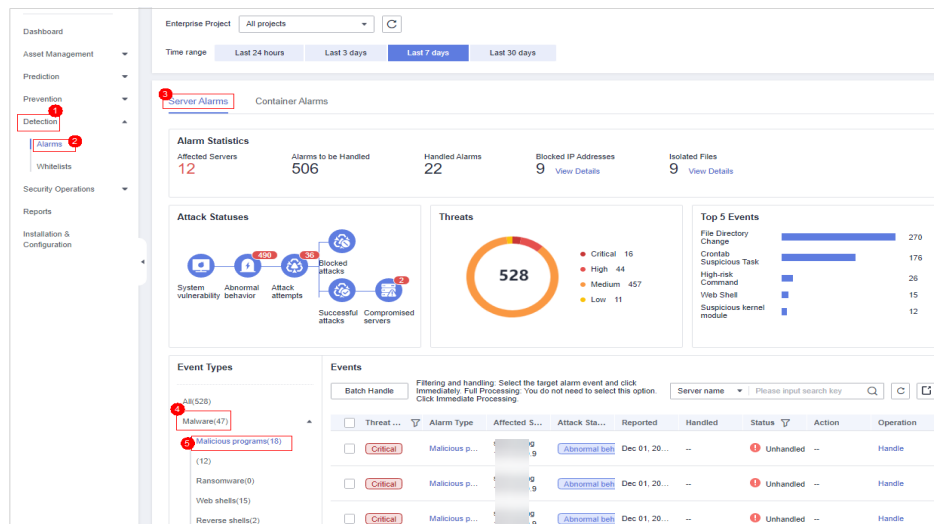 Dashboard
Asset Management
Prediction
Prevention
1
Detection
Alarms
2
Whitelists
Security Operations
Reports
Installation &
Configuration
Enterprise Project All projects
Time range Last 24 hours Last 3 days Last 7 days Last 30 days
3
Server Alarms Container Alarms
Alarm Statistics
Affected Servers Alarms to be Handled Handled Alarms Blocked IP Addresses Isolated Files
12 506 22 9 View Details 9 View Details
Attack Statuses
490 36
Blocked
attacks
System
vulnerability
Abnormal
behavior
Attack
attempts
2
Successful
attacks
Compromised
servers
Threats
528
Critical 16
High 44
Medium 457
Low 11
Top 5 Events
File Directory
Change 270
Crontab
Suspicious Task 176
High-risk
Command 26
Web Shell 15
Suspicious kernel
module 12
Event Types
All(528)
4
Malware(47)
5
Malicious programs(18)
(12)
Ransomware(0)
Web shells(15)
Reverse shells(2)
Events
Batch Handle
Filtering and handling: Select the target alarm event and click
Immediately. Full Processing: You do not need to select this option.
Click Immediate Processing.
Server name Please input search key
Threat ... Alarm Type Affected S... Attack Sta... Reported Handled Status Action Operation
Critical Malicious p... .9 Abnormal beh Dec 01, 20... -- Unhandled -- Handle
Critical Malicious p... .9 Abnormal beh Dec 01, 20... -- Unhandled -- Handle
Critical Malicious p... .9 Abnormal beh Dec 01, 20... -- Unhandled -- Handle